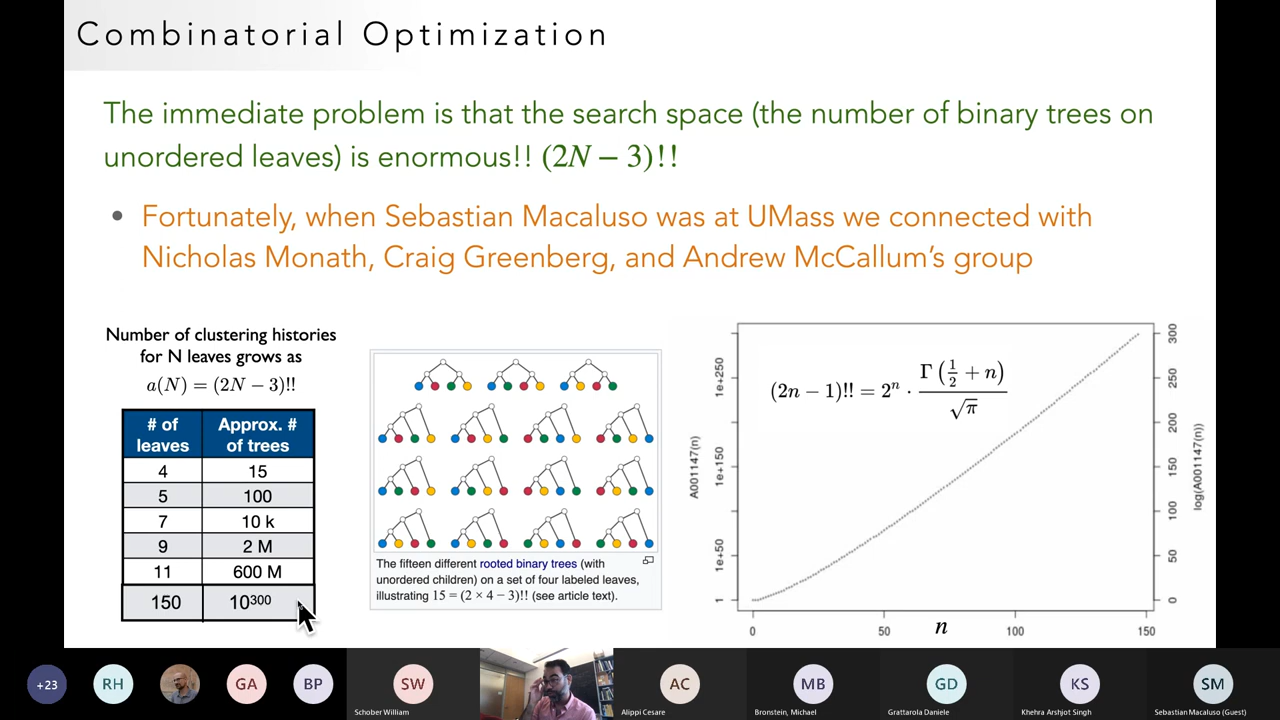 Combinatorial Optimization
The immediate problem is that the search space (the number of binary trees on
unordered leaves) is enormous!! (2N − 3)!!
• Fortunately, when Sebastian Macaluso was at UMass we connected with
Nicholas Monath, Craig Greenberg, and Andrew McCallum's group
Number of clustering histories
for N leaves grows as
a(N) = (2N − 3)!!
# of leaves Approx. # of trees
4 15
5 100
7 10 k
9 2 M
11 600 M
150 10³⁰⁰
The fifteen different rooted binary trees (with
unordered children) on a set of four labeled leaves,
illustrating 15 = (2 × 4 − 3)!! (see article text).
(2n − 1)!! = 2ⁿ · Γ(1/2 + n) / √π
A001147(n)
1e+250
1e+150
1e+50
1
300
250
200
150
100
50
0
log(A001147(n))
0 50 100 150
n
+23
RH
GA
BP
SW
Schober William
AC
Alippi Cesare
MB
Bronstein, Michael
GD
Grattarola Daniele
KS
Khehra Arshjot Singh
SM
Sebastian Macaluso (Guest)